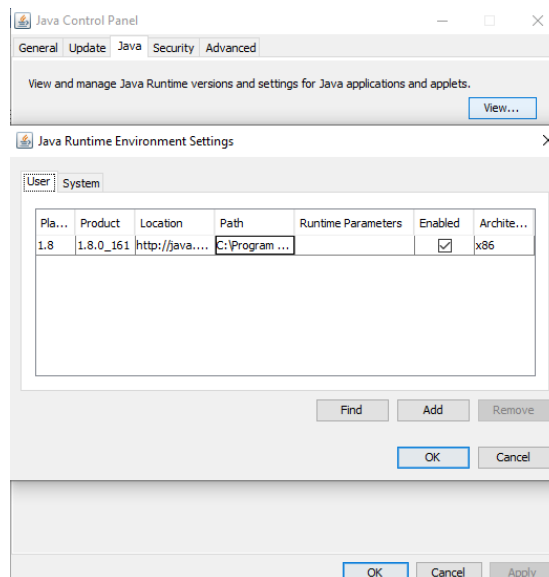 Java Control Panel
General Update Java Security Advanced
View and manage Java Runtime versions and settings for Java applications and applets.
View...
Java Runtime Environment Settings
User System
Pla... Product Location Path Runtime Parameters Enabled Archite...
1.8 1.8.0_161 http://java.... C:\Program ... x86
Find Add Remove
OK Cancel
OK Cancel Apply